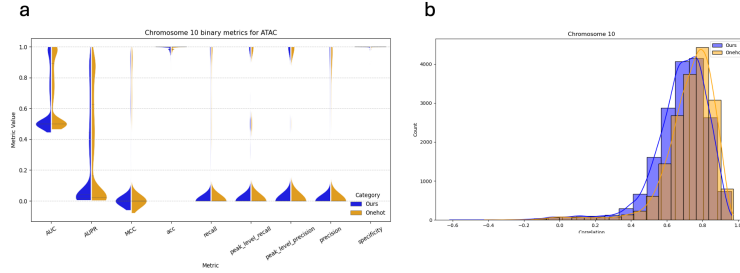 a
b
Chromosome 10 binary metrics for ATAC
1.0
0.8
0.6
0.4
0.2
0.0
Metric Value
Category
Ours
Onehot
AUC
AUPR
MCC
acc
recall
peak_level_recall
peak_level_precision
precision
specificity
Metric
Chromosome 10
Ours
Onehot
4000
3000
2000
1000
0
Count
−0.6
−0.4
−0.2
0.0
0.2
0.4
0.6
0.8
1.0
Correlation